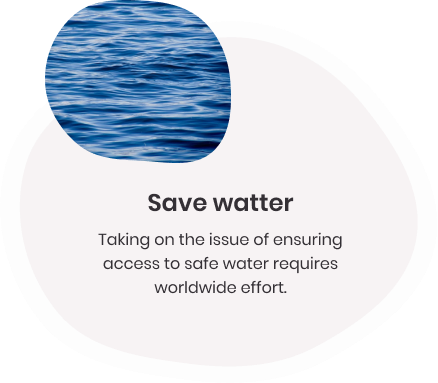 Save watter
Taking on the issue of ensuring
access to safe water requires
worldwide effort.